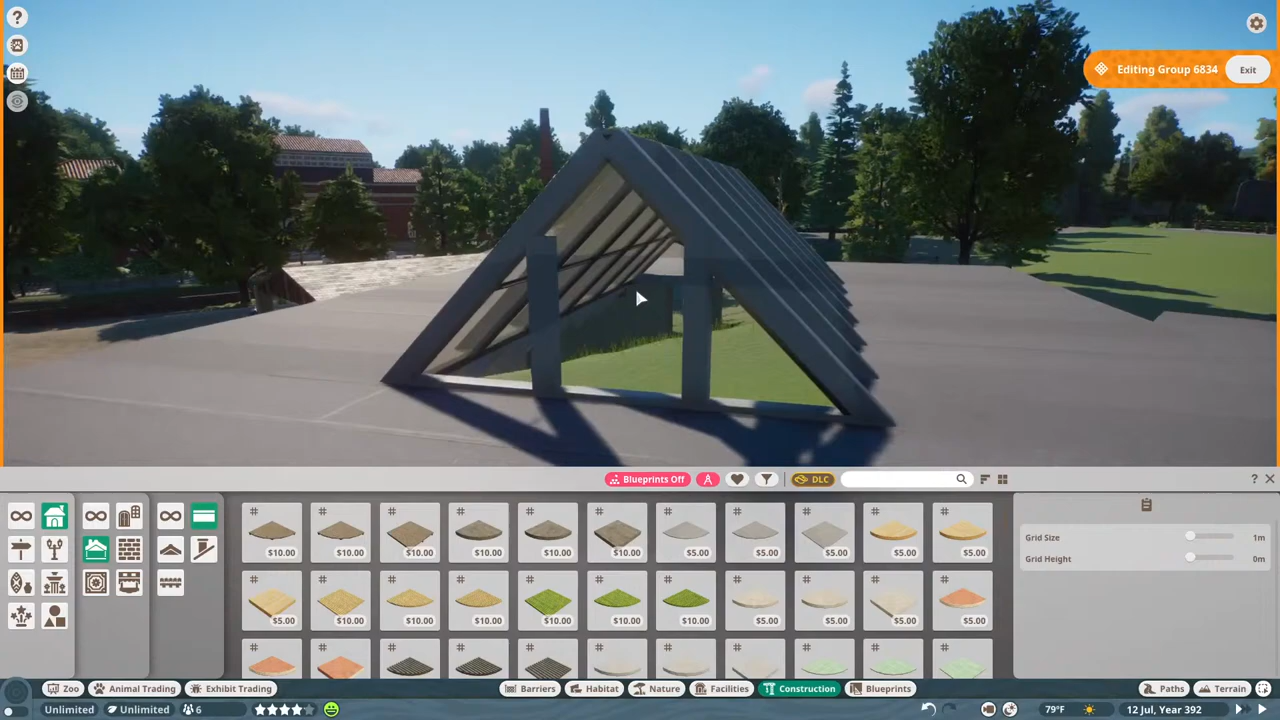 Editing Group 6834
Exit
Blueprints Off
DLC
?
Grid Size 1m
Grid Height 0m
$10.00 $10.00 $10.00 $10.00 $10.00 $10.00 $5.00 $5.00 $5.00 $5.00 $5.00
$5.00 $10.00 $10.00 $10.00 $10.00 $10.00 $10.00 $5.00 $5.00 $5.00 $5.00
Zoo Animal Trading Exhibit Trading Barriers Habitat Nature Facilities Construction Blueprints Paths Terrain
Unlimited Unlimited 6 79°F 12 Jul, Year 392